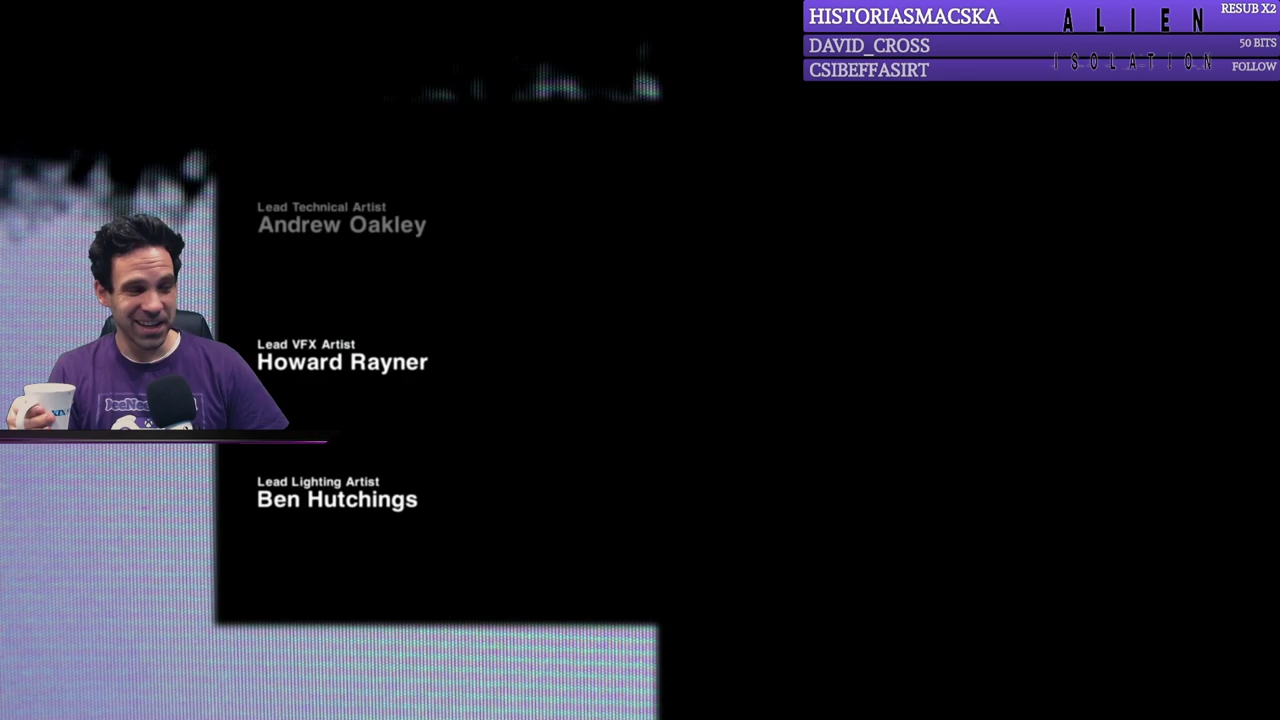 HISTORIASMACSKA
RESUB X2
DAVID_CROSS
50 BITS
CSIBEFFASIRT
FOLLOW
ALIEN
ISOLATION
Lead Technical Artist
Andrew Oakley
Lead VFX Artist
Howard Rayner
Lead Lighting Artist
Ben Hutchings